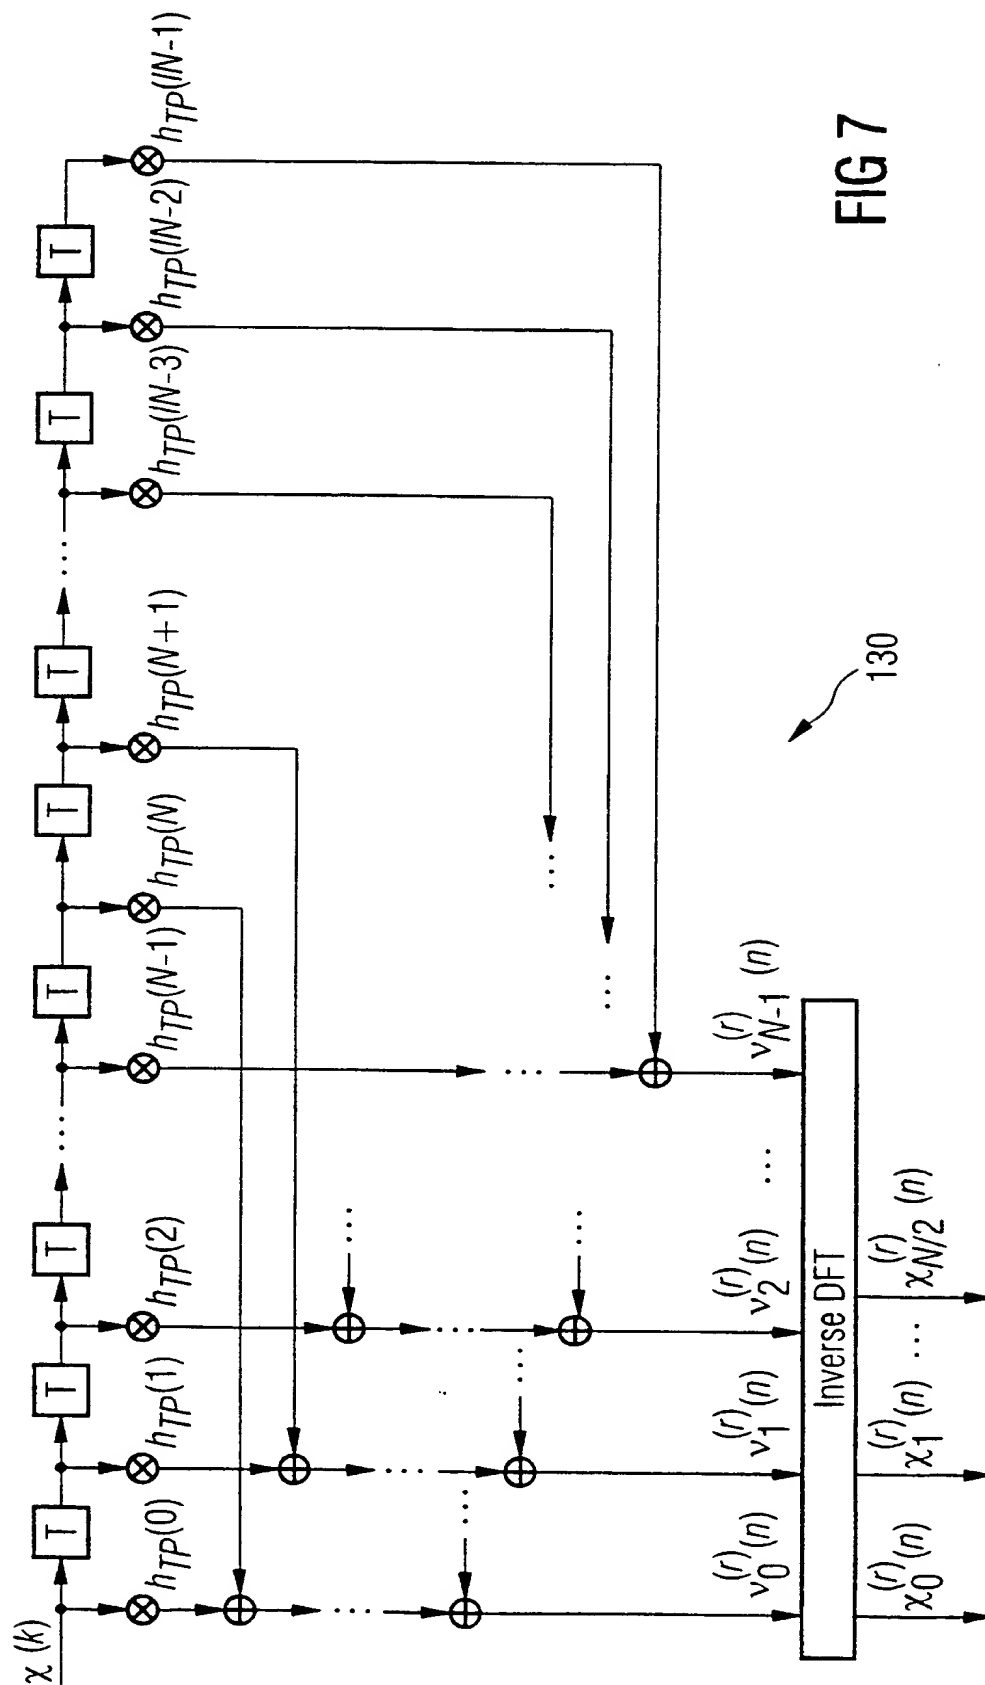 x(k)
T
T
T
...
T
T
T
...
T
T
h_TP(0)
h_TP(1)
h_TP(2)
h_TP(N-1)
h_TP(N)
h_TP(N+1)
h_TP(lN-3)
h_TP(lN-2)
h_TP(lN-1)
...
...
...
...
...
...
...
...
...
v_0^(r)(n)
v_1^(r)(n)
v_2^(r)(n)
...
v_N-1^(r)(n)
Inverse DFT
x_0^(r)(n)
x_1^(r)(n)
...
x_N/2^(r)(n)
130
FIG 7